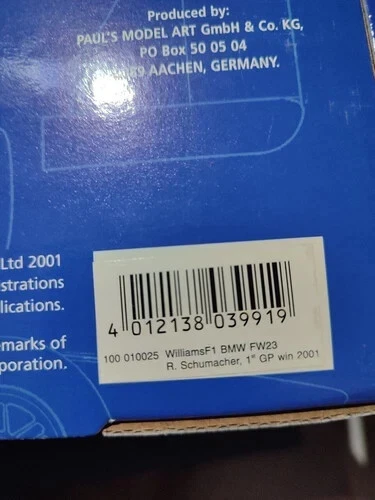 Produced by:
PAUL'S MODEL ART GmbH & Co. KG,
PO Box 50 05 04
AACHEN, GERMANY.
Ltd 2001
strations
lications.
emarks of
poration.
4 012138 039919
100 010025 WilliamsF1 BMW FW23
R. Schumacher, 1st GP win 2001